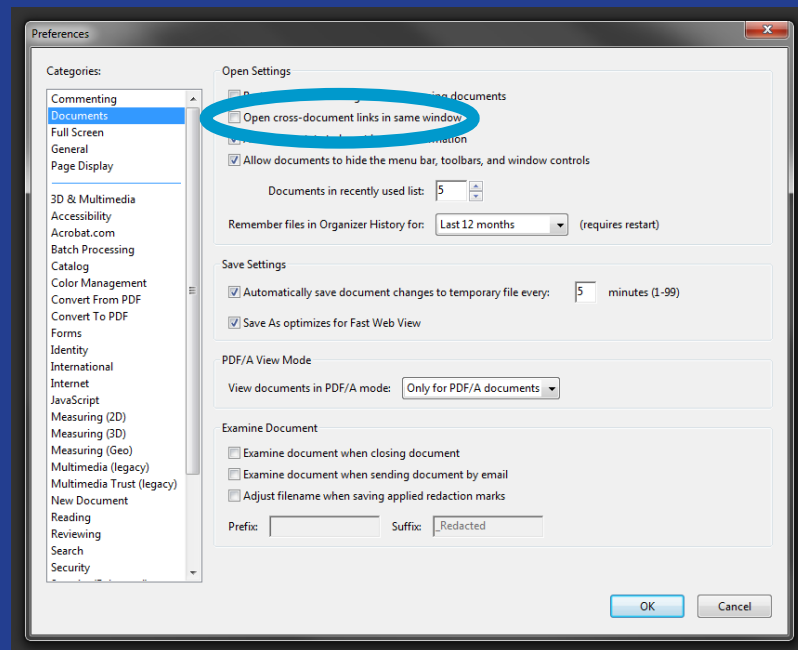 Preferences
Categories:
Commenting
Documents
Full Screen
General
Page Display
3D & Multimedia
Accessibility
Acrobat.com
Batch Processing
Catalog
Color Management
Convert From PDF
Convert To PDF
Forms
Identity
International
Internet
JavaScript
Measuring (2D)
Measuring (3D)
Measuring (Geo)
Multimedia (legacy)
Multimedia Trust (legacy)
New Document
Reading
Reviewing
Search
Security
Open Settings
documents
Open cross-document links in same window
Allow documents to hide the menu bar, toolbars, and window controls
Documents in recently used list: 5
Remember files in Organizer History for: Last 12 months (requires restart)
Save Settings
Automatically save document changes to temporary file every: 5 minutes (1-99)
Save As optimizes for Fast Web View
PDF/A View Mode
View documents in PDF/A mode: Only for PDF/A documents
Examine Document
Examine document when closing document
Examine document when sending document by email
Adjust filename when saving applied redaction marks
Prefix: Suffix: _Redacted
OK Cancel